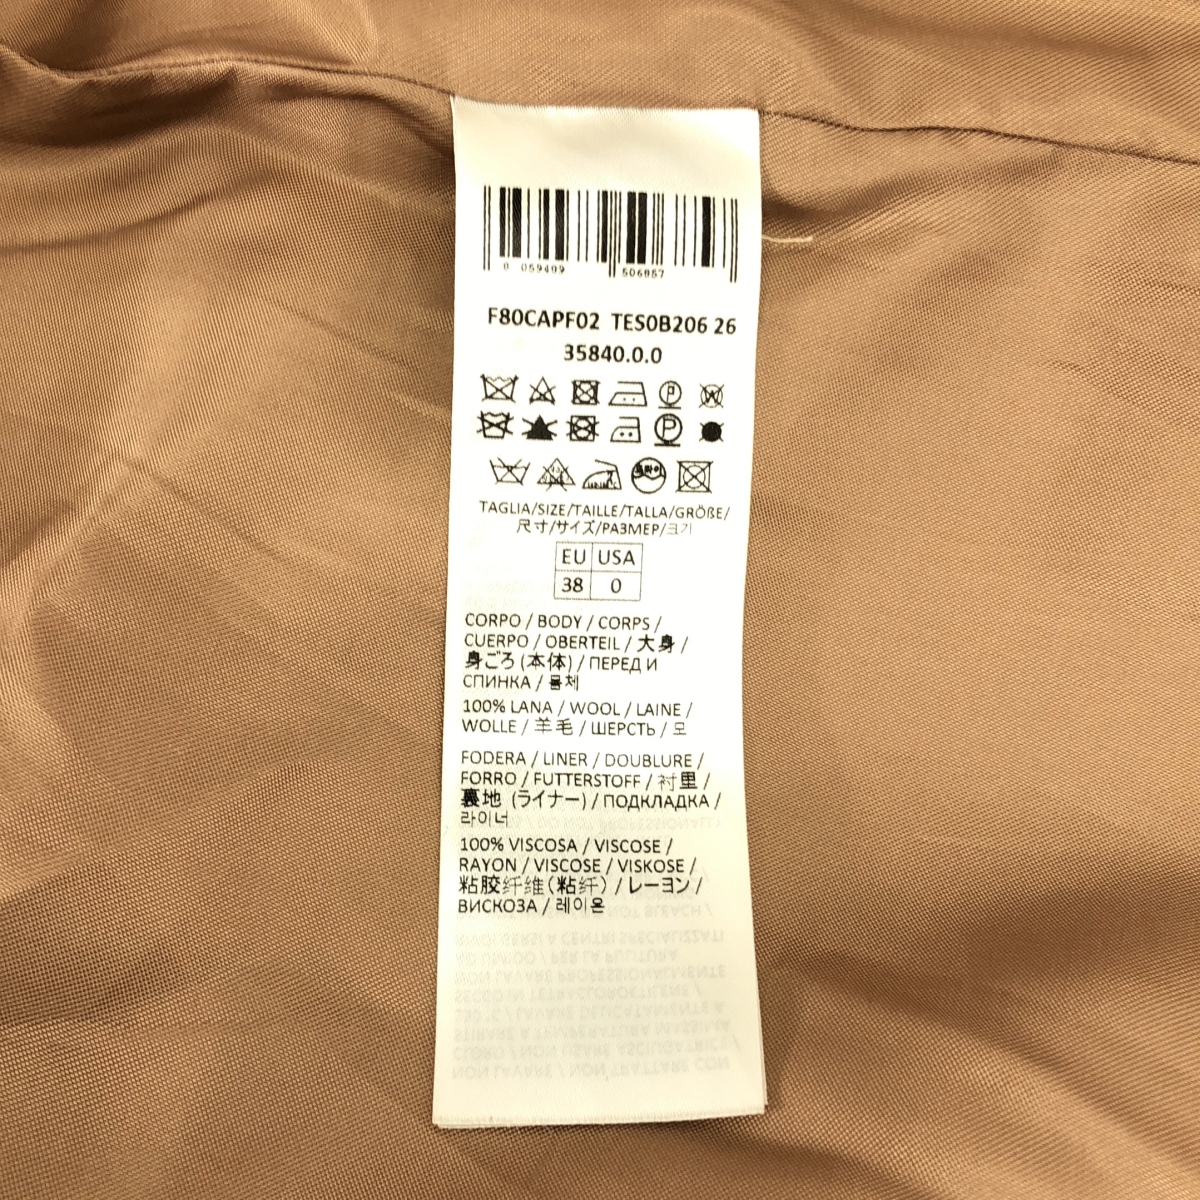 0 059409 506857
F80CAPF02 TES0B206 26
35840.0.0
TAGLIA/SIZE/TAILLE/TALLA/GRÖßE/
尺寸/サイズ/РАЗМЕР/크기
EU USA
38 0
CORPO / BODY / CORPS /
CUERPO / OBERTEIL / 大身 /
身ごろ (本体) / ПЕРЕД И
СПИНКА / 몸체
100% LANA / WOOL / LAINE /
WOLLE / 羊毛 / ШЕРСТЬ / 모
FODERA / LINER / DOUBLURE /
FORRO / FUTTERSTOFF / 衬里 /
裏地 (ライナー) / ПОДКЛАДКА /
라이너
100% VISCOSA / VISCOSE /
RAYON / VISCOSE / VISKOSE /
粘胶纤维(粘纤) / レーヨン /
ВИСКОЗА / 레이온